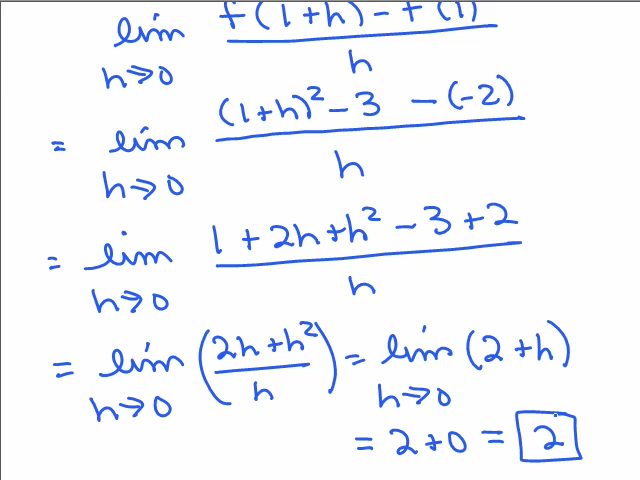 lim h→0 (f(1+h) - f(1))/h
= lim h→0 ((1+h)² - 3 - (-2))/h
= lim h→0 (1 + 2h + h² - 3 + 2)/h
= lim h→0 ((2h + h²)/h) = lim h→0 (2 + h)
= 2 + 0 = 2